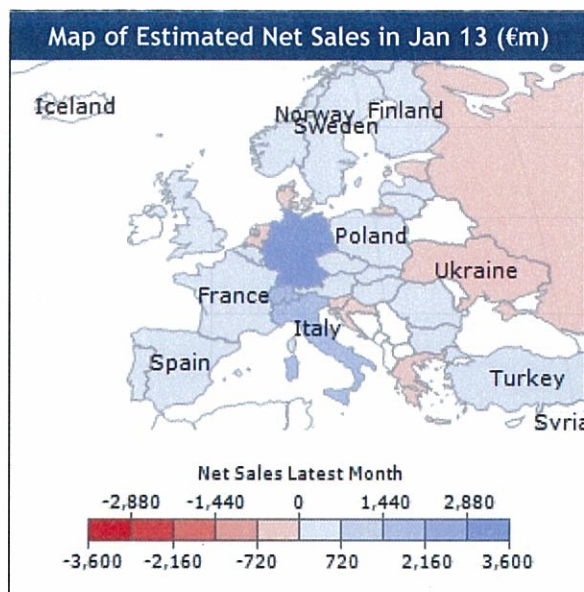 Map of Estimated Net Sales in Jan 13 (€m)
Iceland
Norway Finland
Sweden
Poland
Ukraine
France
Italy
Spain
Turkey
Syria
Net Sales Latest Month
-2,880 -1,440 0 1,440 2,880
-3,600 -2,160 -720 720 2,160 3,600